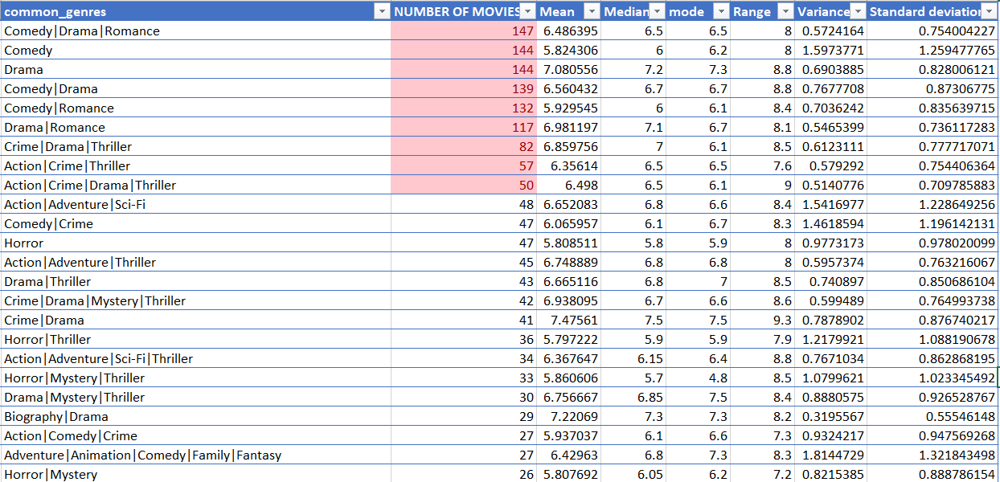 common_genres NUMBER OF MOVIES Mean Median mode Range Variance Standard deviation
Comedy|Drama|Romance 147 6.486395 6.5 6.5 8 0.5724164 0.754004227
Comedy 144 5.824306 6 6.2 8 1.5973771 1.259477765
Drama 144 7.080556 7.2 7.3 8.8 0.6903885 0.828006121
Comedy|Drama 139 6.560432 6.7 6.7 8.8 0.7677708 0.87306775
Comedy|Romance 132 5.929545 6 6.1 8.4 0.7036242 0.835639715
Drama|Romance 117 6.981197 7.1 6.7 8.1 0.5465399 0.736117283
Crime|Drama|Thriller 82 6.859756 7 6.1 8.5 0.6123111 0.777717071
Action|Crime|Thriller 57 6.35614 6.5 6.5 7.6 0.579292 0.754406364
Action|Crime|Drama|Thriller 50 6.498 6.5 6.1 9 0.5140776 0.709785883
Action|Adventure|Sci-Fi 48 6.652083 6.8 6.6 8.4 1.5416977 1.228649256
Comedy|Crime 47 6.065957 6.1 6.7 8.3 1.4618594 1.196142131
Horror 47 5.808511 5.8 5.9 8 0.9773173 0.978020099
Action|Adventure|Thriller 45 6.748889 6.8 6.8 8 0.5957374 0.763216067
Drama|Thriller 43 6.665116 6.8 7 8.5 0.740897 0.850686104
Crime|Drama|Mystery|Thriller 42 6.938095 6.7 6.6 8.6 0.599489 0.764993738
Crime|Drama 41 7.47561 7.5 7.5 9.3 0.7878902 0.876740217
Horror|Thriller 36 5.797222 5.9 5.9 7.9 1.2179921 1.088190678
Action|Adventure|Sci-Fi|Thriller 34 6.367647 6.15 6.4 8.8 0.7671034 0.862868195
Horror|Mystery|Thriller 33 5.860606 5.7 4.8 8.5 1.0799621 1.023345492
Drama|Mystery|Thriller 30 6.756667 6.85 7.5 8.4 0.8880575 0.926528767
Biography|Drama 29 7.22069 7.3 7.3 8.2 0.3195567 0.55546148
Action|Comedy|Crime 27 5.937037 6.1 6.6 7.3 0.9324217 0.947569268
Adventure|Animation|Comedy|Family|Fantasy 27 6.42963 6.8 7.3 8.3 1.8144729 1.321843498
Horror|Mystery 26 5.807692 6.05 6.2 7.2 0.8215385 0.888786154